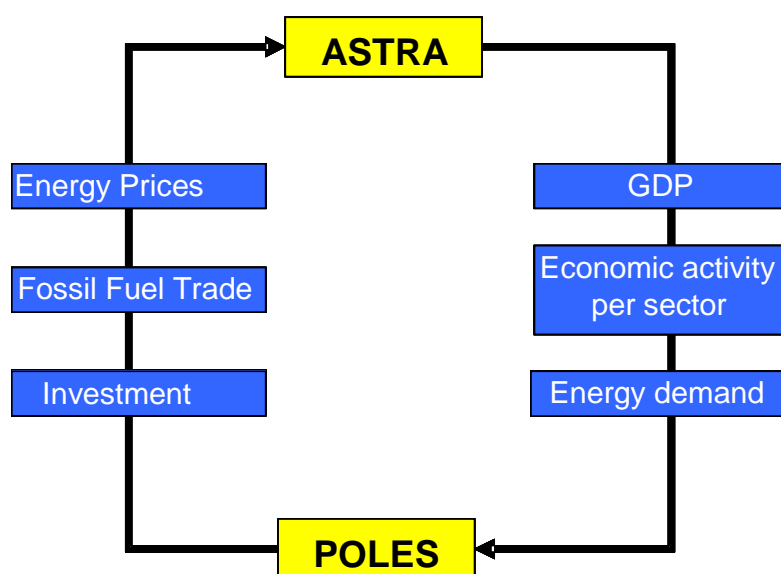 ASTRA
Energy Prices
GDP
Fossil Fuel Trade
Economic activity
per sector
Investment
Energy demand
POLES